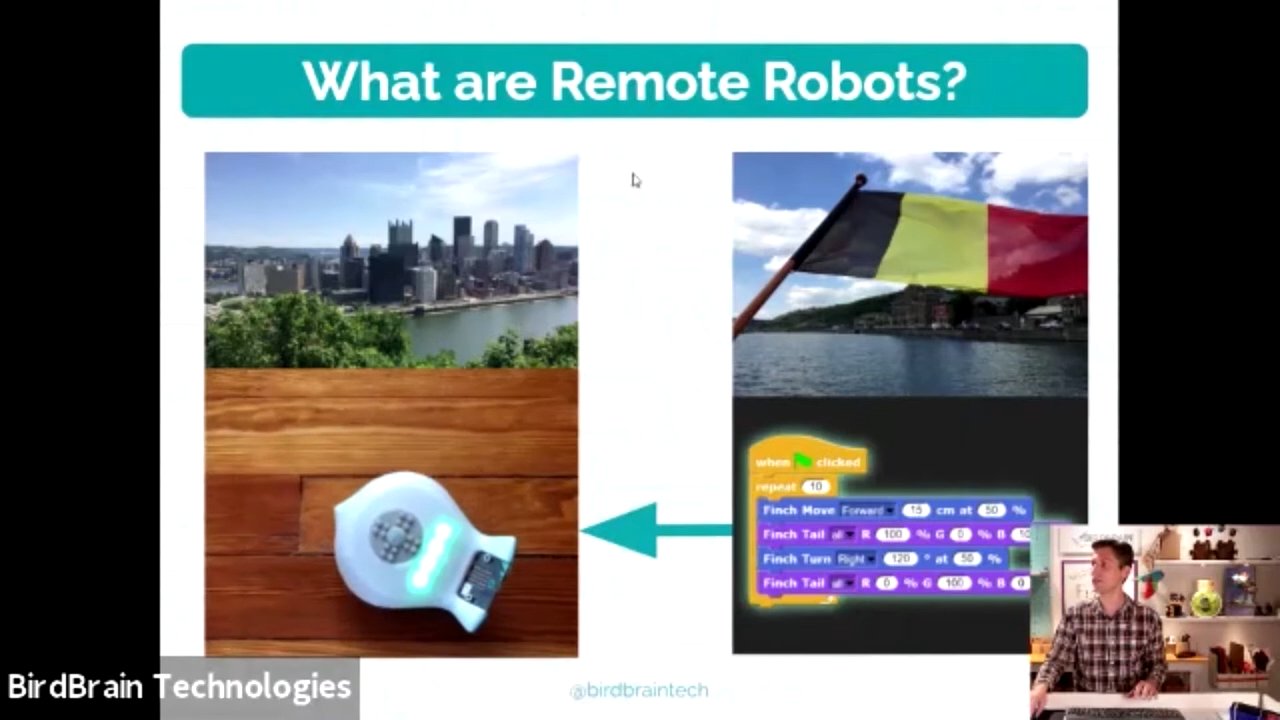 What are Remote Robots?
when clicked
repeat 10
Finch Move Forward 15 cm at 50 %
Finch Tail all R 100 % G 0 % B
Finch Turn Right 120 ° at 50 %
Finch Tail all R 0 % G 100 % B 0
BirdBrain Technologies
@birdbraintech